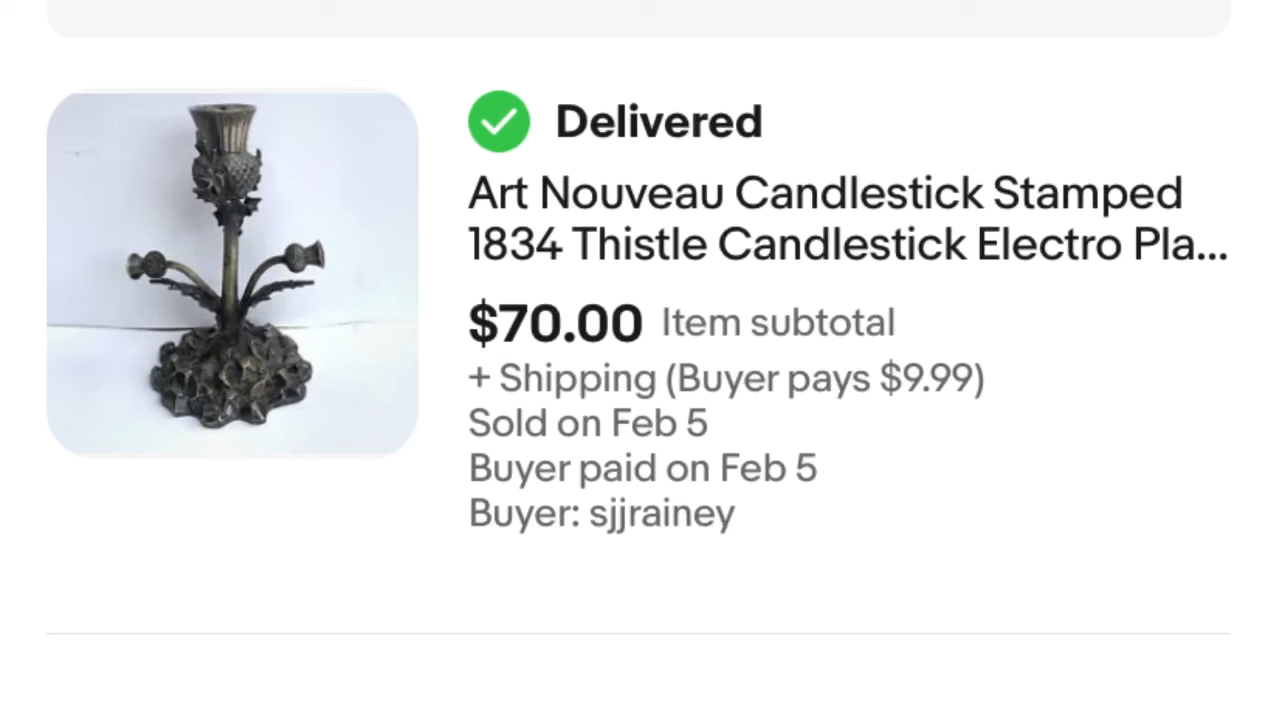 Delivered
Art Nouveau Candlestick Stamped
1834 Thistle Candlestick Electro Pla...
$70.00 Item subtotal
+ Shipping (Buyer pays $9.99)
Sold on Feb 5
Buyer paid on Feb 5
Buyer: sjjrainey